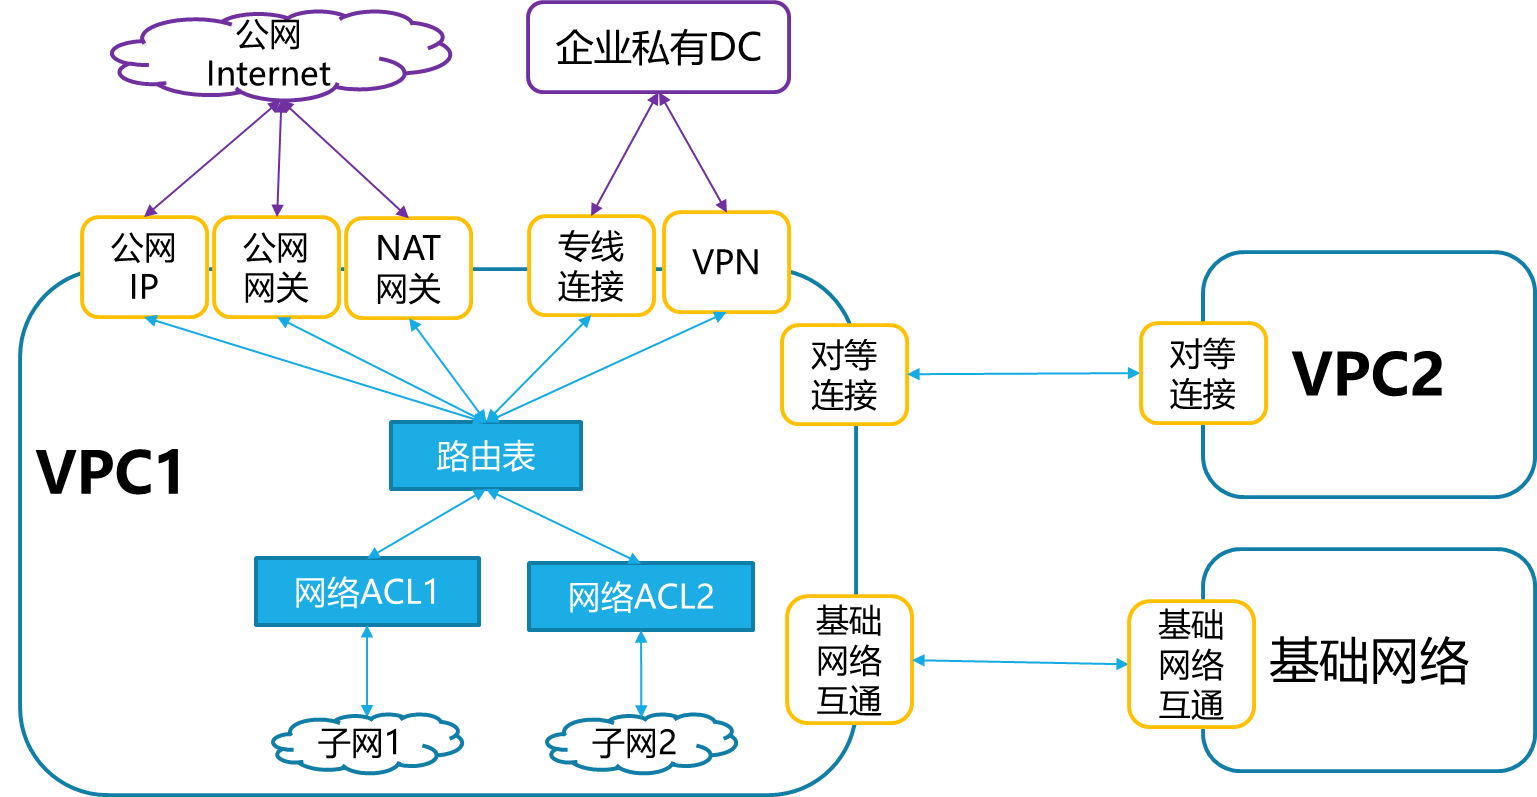 公网
Internet
企业私有DC
公网
IP
公网
网关
NAT
网关
专线
连接
VPN
对等
连接
对等
连接
VPC2
路由表
VPC1
网络ACL1
网络ACL2
基础
网络
互通
基础
网络
互通
基础网络
子网1
子网2